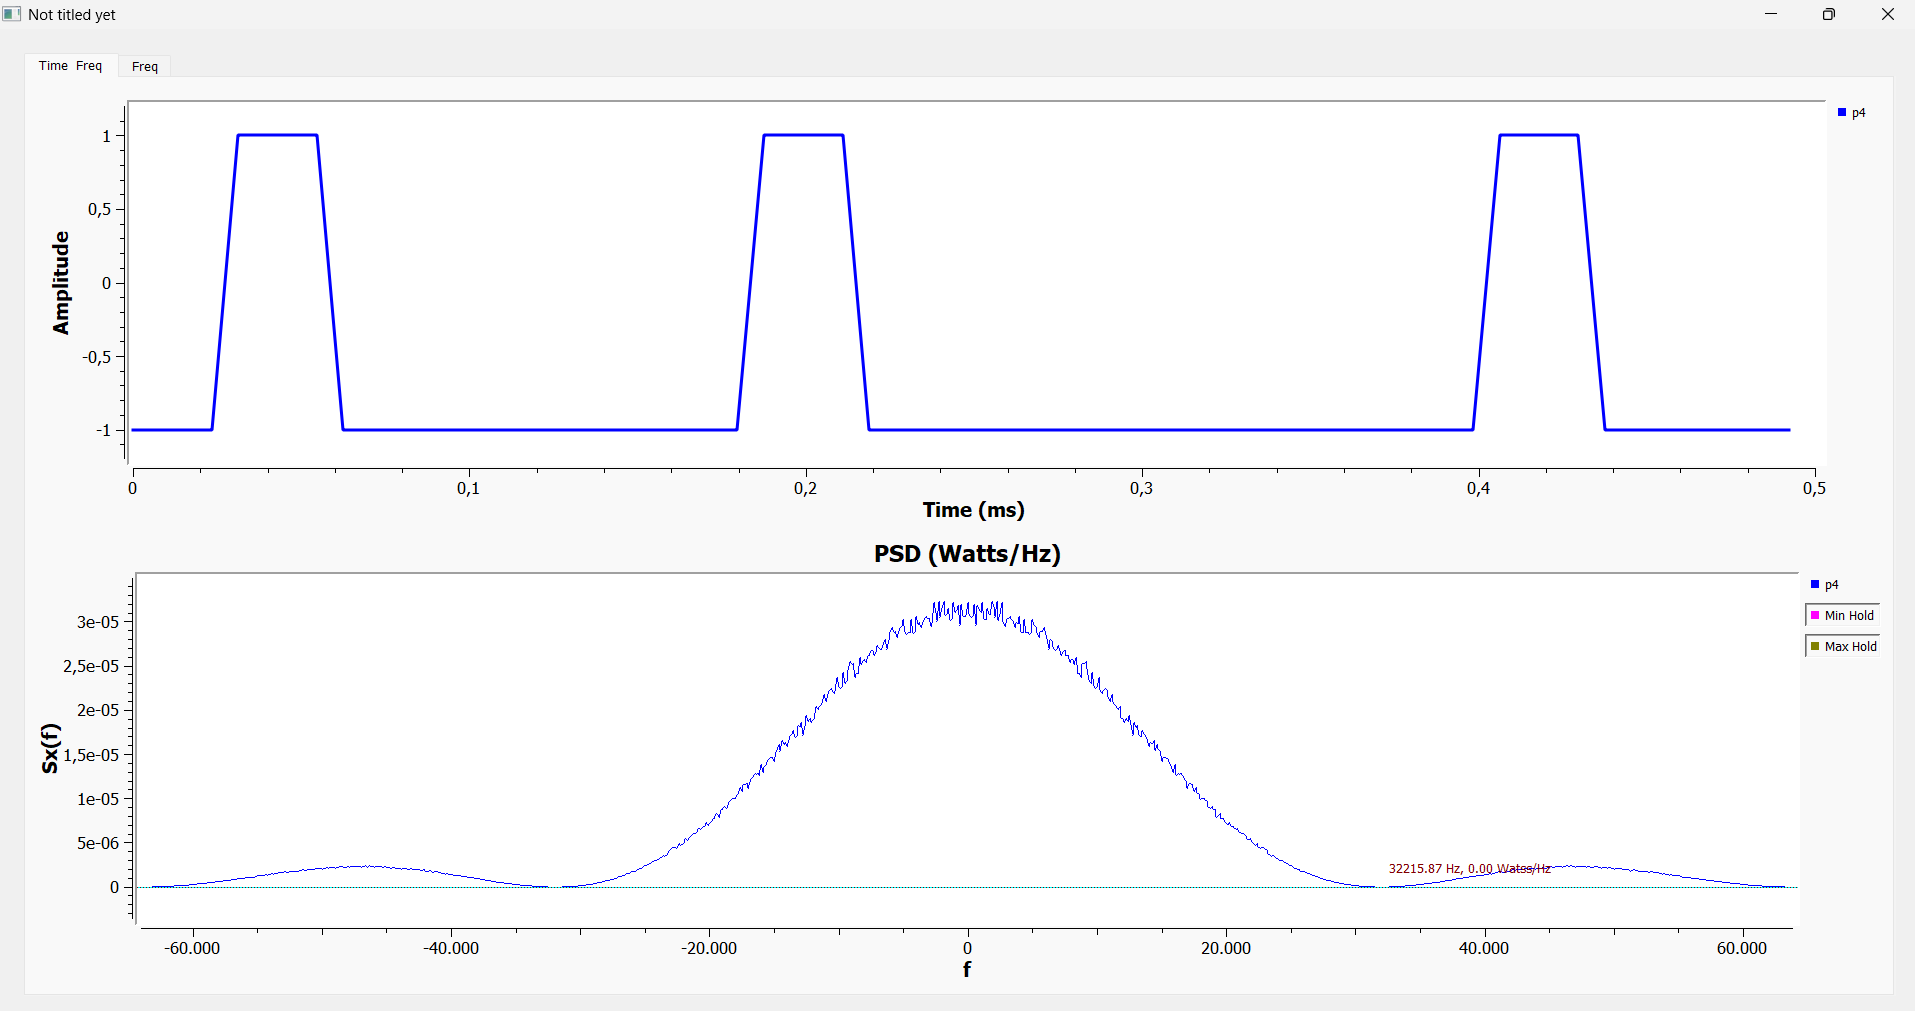 Not titled yet
Time Freq
Freq
p4
1
0,5
0
-0,5
-1
Amplitude
0 0,1 0,2 0,3 0,4 0,5
Time (ms)
PSD (Watts/Hz)
p4
Min Hold
Max Hold
3e-05
2,5e-05
2e-05
1,5e-05
1e-05
5e-06
0
Sx(f)
32215.87 Hz, 0.00 Watss/Hz
-60.000 -40.000 -20.000 0 20.000 40.000 60.000
f